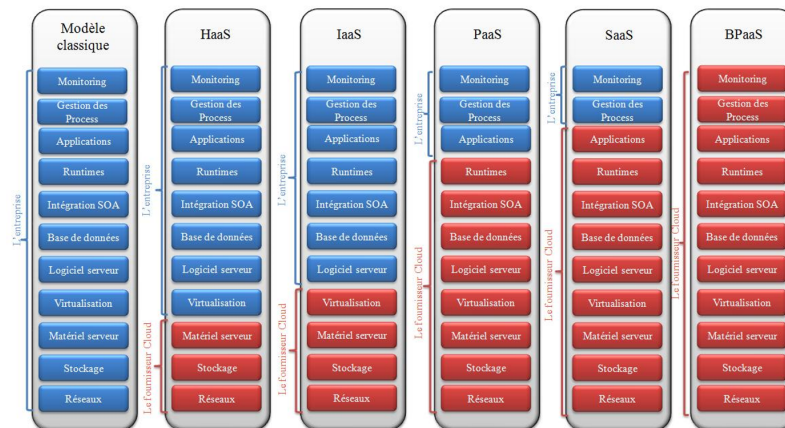 Modèle
classique
Monitoring
Gestion des
Process
Applications
Runtimes
Intégration SOA
Base de données
Logiciel serveur
Virtualisation
Matériel serveur
Stockage
Réseaux
L'entreprise
HaaS
Monitoring
Gestion des
Process
Applications
Runtimes
Intégration SOA
Base de données
Logiciel serveur
Virtualisation
Matériel serveur
Stockage
Réseaux
L'entreprise
Le fournisseur Cloud
IaaS
Monitoring
Gestion des
Process
Applications
Runtimes
Intégration SOA
Base de données
Logiciel serveur
Virtualisation
Matériel serveur
Stockage
Réseaux
L'entreprise
Le fournisseur Cloud
PaaS
Monitoring
Gestion des
Process
Applications
Runtimes
Intégration SOA
Base de données
Logiciel serveur
Virtualisation
Matériel serveur
Stockage
Réseaux
L'entreprise
Le fournisseur Cloud
SaaS
Monitoring
Gestion des
Process
Applications
Runtimes
Intégration SOA
Base de données
Logiciel serveur
Virtualisation
Matériel serveur
Stockage
Réseaux
L'entreprise
Le fournisseur Cloud
BPaaS
Monitoring
Gestion des
Process
Applications
Runtimes
Intégration SOA
Base de données
Logiciel serveur
Virtualisation
Matériel serveur
Stockage
Réseaux
Le fournisseur Cloud